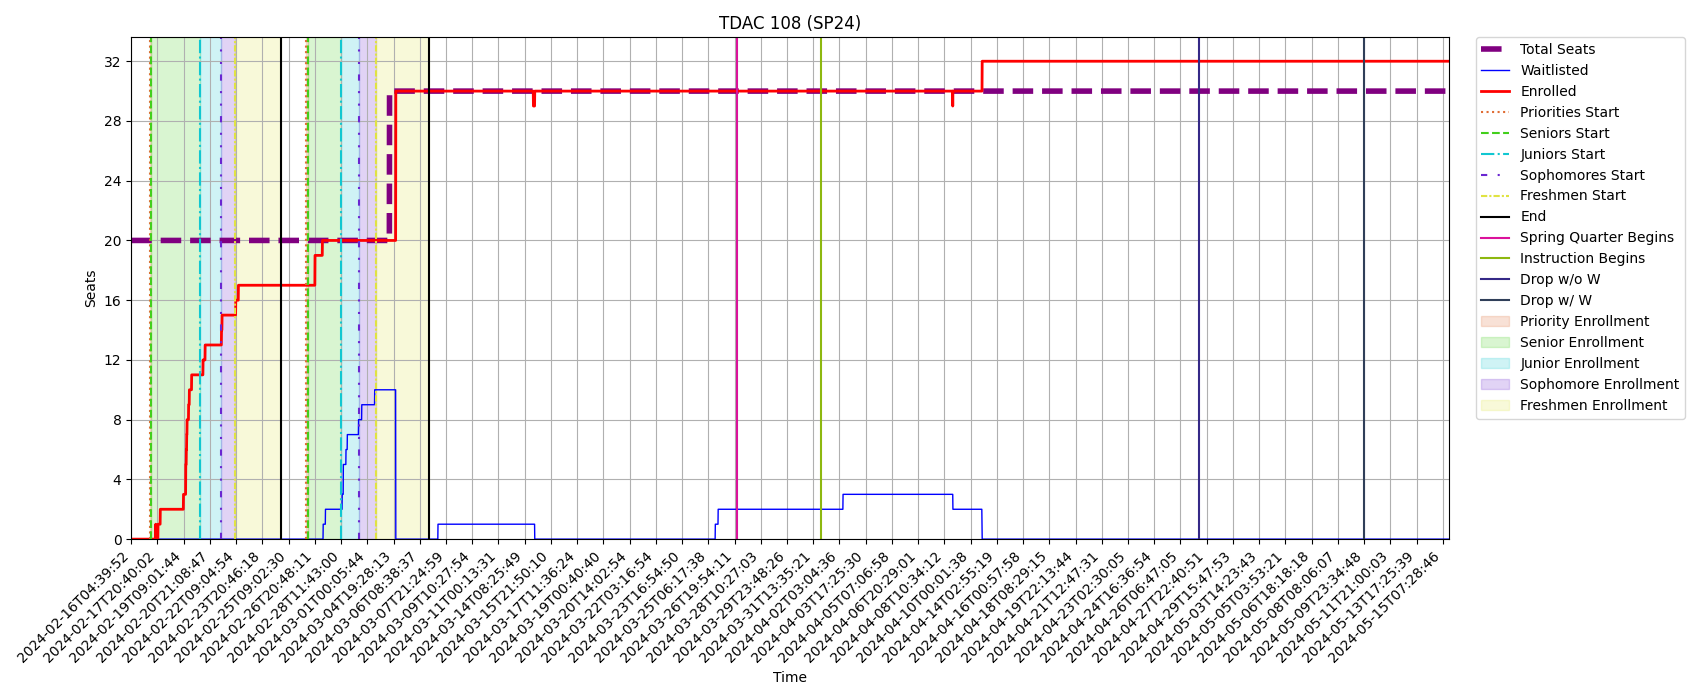 TDAC 108 (SP24)
Seats
32
28
24
20
16
12
8
4
0
2024-02-16T04:39:52
2024-02-17T20:40:02
2024-02-19T09:01:44
2024-02-20T21:08:47
2024-02-22T09:04:54
2024-02-23T20:46:18
2024-02-25T09:02:30
2024-02-26T20:48:11
2024-02-28T11:43:00
2024-03-01T00:05:44
2024-03-04T19:28:13
2024-03-06T08:38:37
2024-03-07T21:24:59
2024-03-11T10:27:54
2024-03-11T00:13:31
2024-03-14T08:25:49
2024-03-15T21:50:10
2024-03-17T11:36:24
2024-03-19T00:40:40
2024-03-20T14:02:54
2024-03-22T03:16:54
2024-03-23T16:54:50
2024-03-25T06:17:38
2024-03-26T19:54:11
2024-03-28T10:27:03
2024-03-29T23:48:26
2024-03-31T13:35:21
2024-04-02T03:04:36
2024-04-03T17:25:30
2024-04-05T07:06:58
2024-04-06T20:29:01
2024-04-08T10:34:12
2024-04-10T00:01:38
2024-04-14T02:55:19
2024-04-16T00:57:58
2024-04-18T08:29:15
2024-04-19T22:13:44
2024-04-21T12:47:31
2024-04-23T02:30:05
2024-04-24T16:36:54
2024-04-26T06:47:05
2024-04-27T22:40:51
2024-04-29T15:47:53
2024-05-03T14:23:43
2024-05-05T03:53:21
2024-05-06T18:18:18
2024-05-08T08:06:07
2024-05-09T23:34:48
2024-05-11T21:00:03
2024-05-13T17:25:39
2024-05-15T07:28:46
Time
Total Seats
Waitlisted
Enrolled
Priorities Start
Seniors Start
Juniors Start
Sophomores Start
Freshmen Start
End
Spring Quarter Begins
Instruction Begins
Drop w/o W
Drop w/ W
Priority Enrollment
Senior Enrollment
Junior Enrollment
Sophomore Enrollment
Freshmen Enrollment